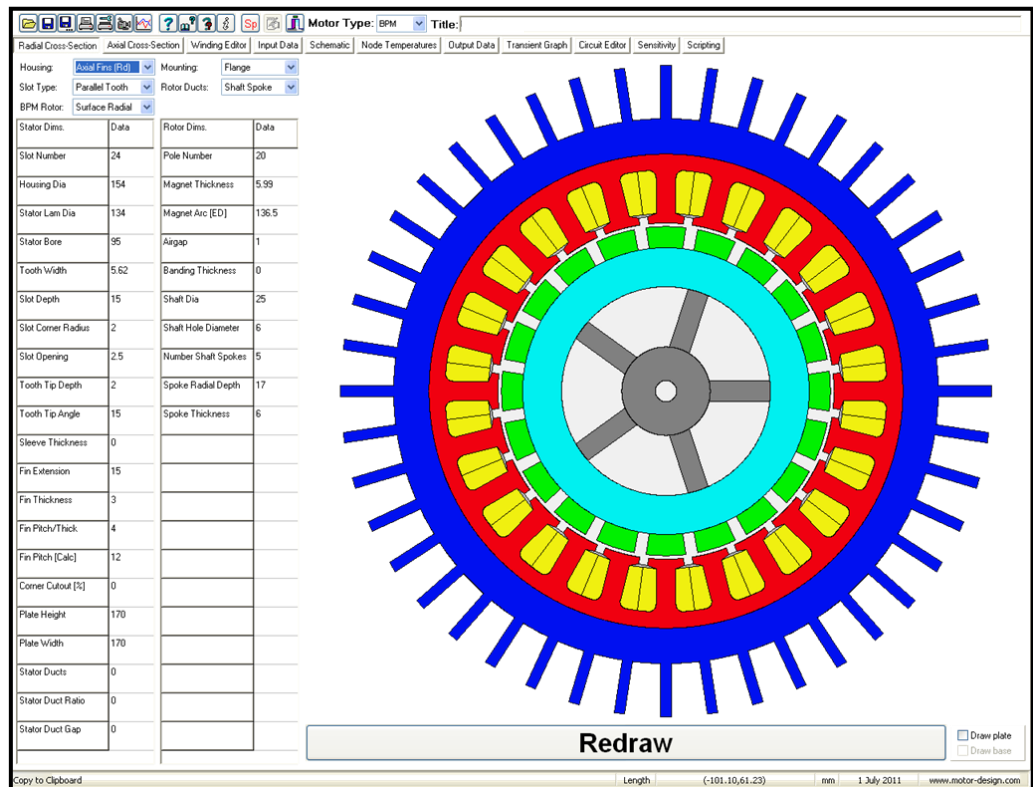 Sp Motor Type: BPM Title:
Radial Cross-Section Axial Cross-Section Winding Editor Input Data Schematic Node Temperatures Output Data Transient Graph Circuit Editor Sensitivity Scripting
Housing: Axial Fins (Rd) Mounting: Flange
Slot Type: Parallel Tooth Rotor Ducts: Shaft Spoke
BPM Rotor: Surface Radial
Stator Dims. Data Rotor Dims. Data
Slot Number 24 Pole Number 20
Housing Dia 154 Magnet Thickness 5.99
Stator Lam Dia 134 Magnet Arc [ED] 136.5
Stator Bore 95 Airgap 1
Tooth Width 5.62 Banding Thickness 0
Slot Depth 15 Shaft Dia 25
Slot Corner Radius 2 Shaft Hole Diameter 6
Slot Opening 2.5 Number Shaft Spokes 5
Tooth Tip Depth 2 Spoke Radial Depth 17
Tooth Tip Angle 15 Spoke Thickness 6
Sleeve Thickness 0
Fin Extension 15
Fin Thickness 3
Fin Pitch/Thick. 4
Fin Pitch [Calc] 12
Corner Cutout [%] 0
Plate Height 170
Plate Width 170
Stator Ducts 0
Stator Duct Ratio 0
Stator Duct Gap 0
Redraw
Draw plate
Draw base
Copy to Clipboard Length (-101.10,61.23) mm 1 July 2011 www.motor-design.com